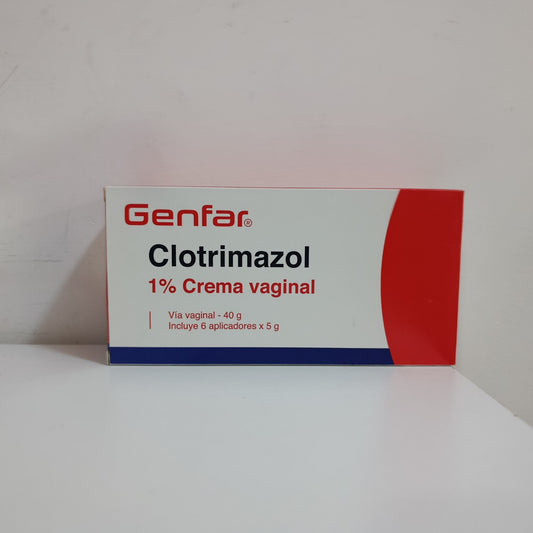 Genfar®
Clotrimazol
1% Crema vaginal
Vía vaginal - 40 g
Incluye 6 aplicadores x 5 g